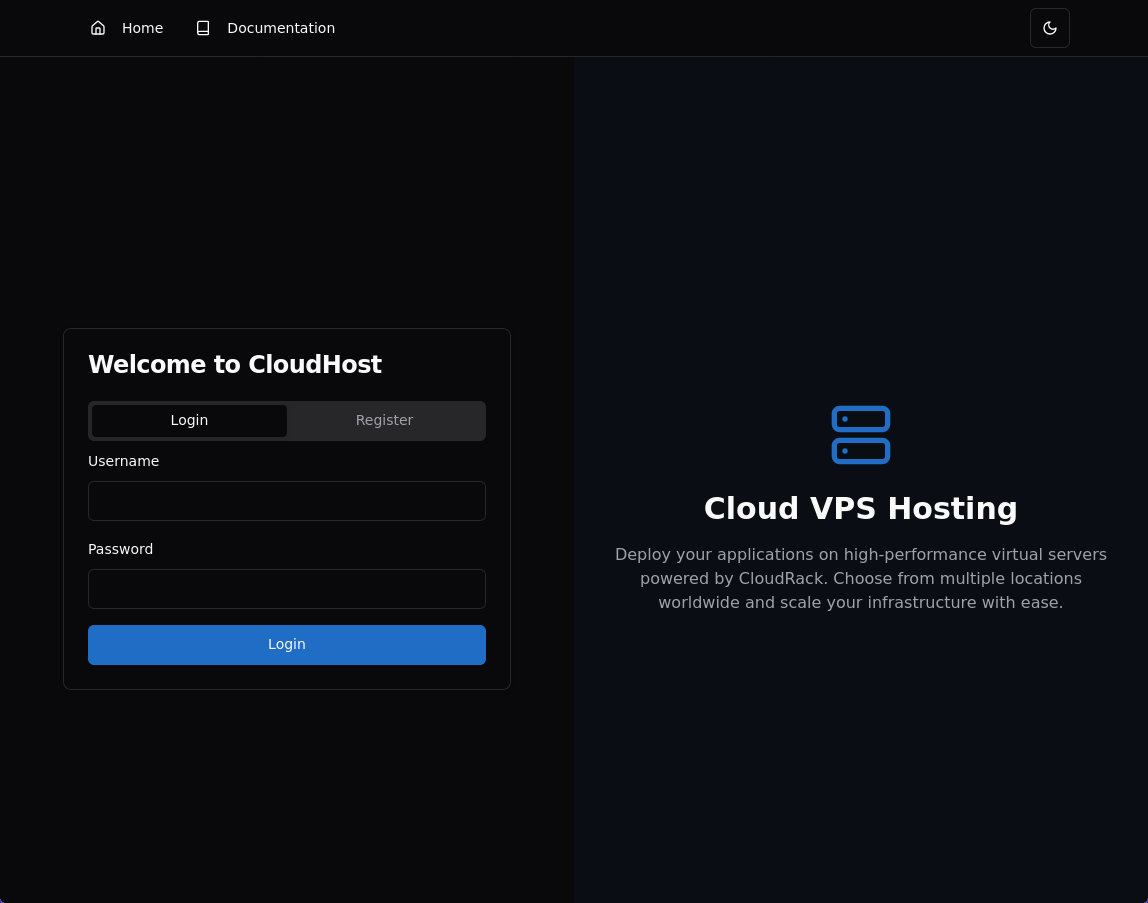 Home
Documentation
Welcome to CloudHost
Login
Register
Username
Password
Login
Cloud VPS Hosting
Deploy your applications on high-performance virtual servers
powered by CloudRack. Choose from multiple locations
worldwide and scale your infrastructure with ease.